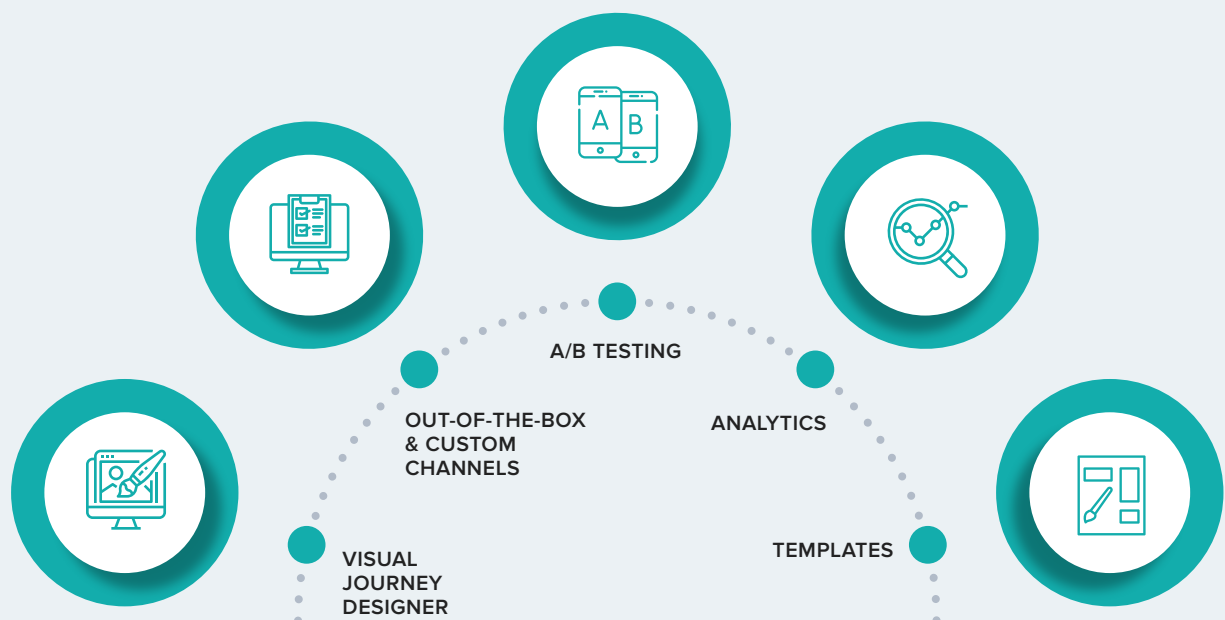 A B
A/B TESTING
OUT-OF-THE-BOX
& CUSTOM
CHANNELS
ANALYTICS
VISUAL
JOURNEY
DESIGNER
TEMPLATES